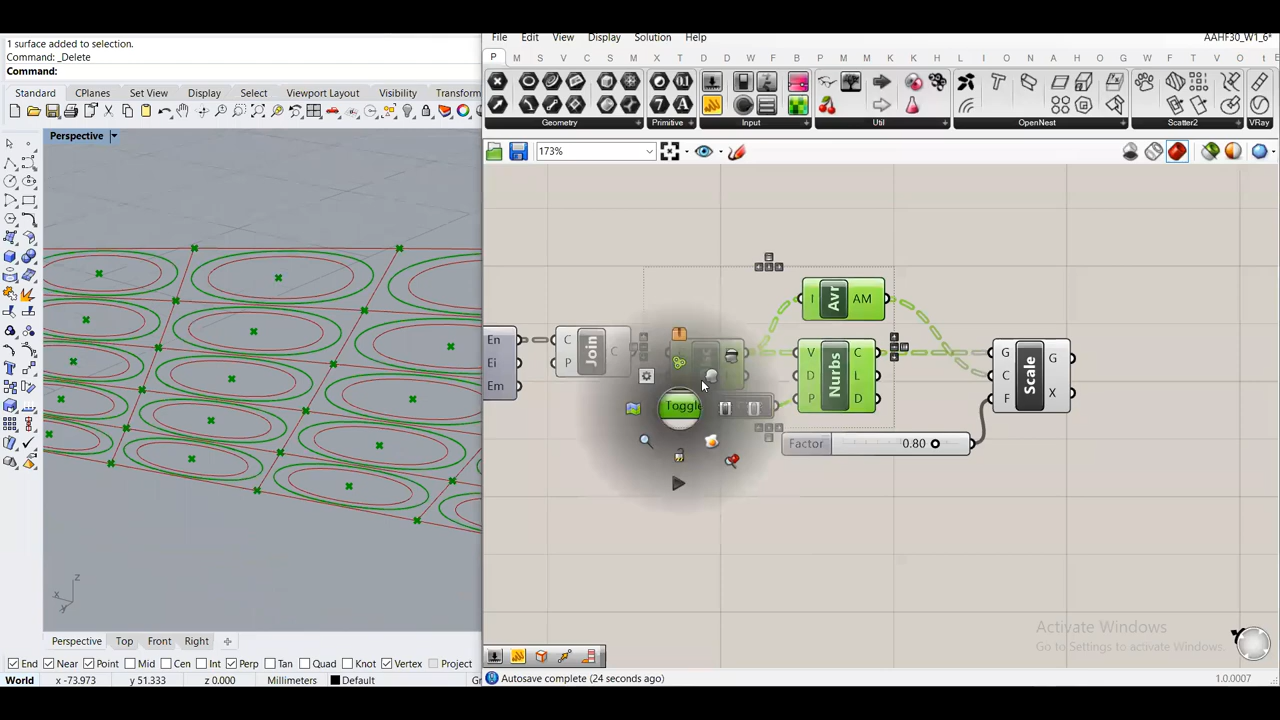 1 surface added to selection.
Command: _Delete
Command:
Standard CPlanes Set View Display Select Viewport Layout Visibility Transform
Perspective
File Edit View Display Solution Help AAHF30_W1_6*
P M S V C S M T D D F B K M L I O N A D F S E t V
Geometry Primitive Input Util OpenNest Scatter2 VRay
173%
I Avr AM
En Ei Em
C P Join C
V D P Nurbs C L D
G C F Scale G X
Toggle
Factor 0.80
z
x
y
Activate Windows
Go to Settings to activate Windows.
Perspective Top Front Right
End Near Point Mid Cen Int Perp Tan Quad Knot Vertex Project
World x -73.973 y 51.333 z 0.000 Millimeters Default
Autosave complete (24 seconds ago)
1.0.0007